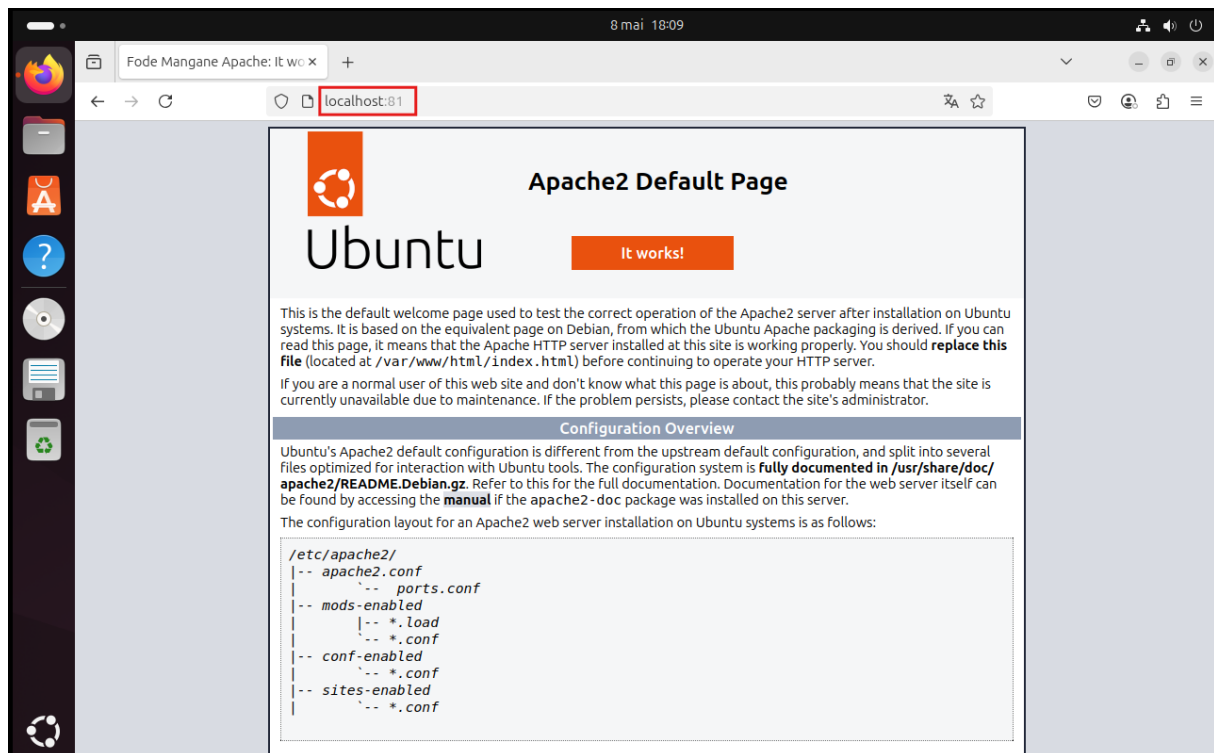 8 mai 18:09
Fode Mangane Apache: It wo
localhost:81
Apache2 Default Page
Ubuntu
It works!
This is the default welcome page used to test the correct operation of the Apache2 server after installation on Ubuntu
systems. It is based on the equivalent page on Debian, from which the Ubuntu Apache packaging is derived. If you can
read this page, it means that the Apache HTTP server installed at this site is working properly. You should replace this
file (located at /var/www/html/index.html) before continuing to operate your HTTP server.
If you are a normal user of this web site and don't know what this page is about, this probably means that the site is
currently unavailable due to maintenance. If the problem persists, please contact the site's administrator.
Configuration Overview
Ubuntu's Apache2 default configuration is different from the upstream default configuration, and split into several
files optimized for interaction with Ubuntu tools. The configuration system is fully documented in /usr/share/doc/
apache2/README.Debian.gz. Refer to this for the full documentation. Documentation for the web server itself can
be found by accessing the manual if the apache2-doc package was installed on this server.
The configuration layout for an Apache2 web server installation on Ubuntu systems is as follows:
/etc/apache2/
|-- apache2.conf
|       `--  ports.conf
|-- mods-enabled
|       |-- *.load
|       `-- *.conf
|-- conf-enabled
|       `-- *.conf
|-- sites-enabled
|       `-- *.conf